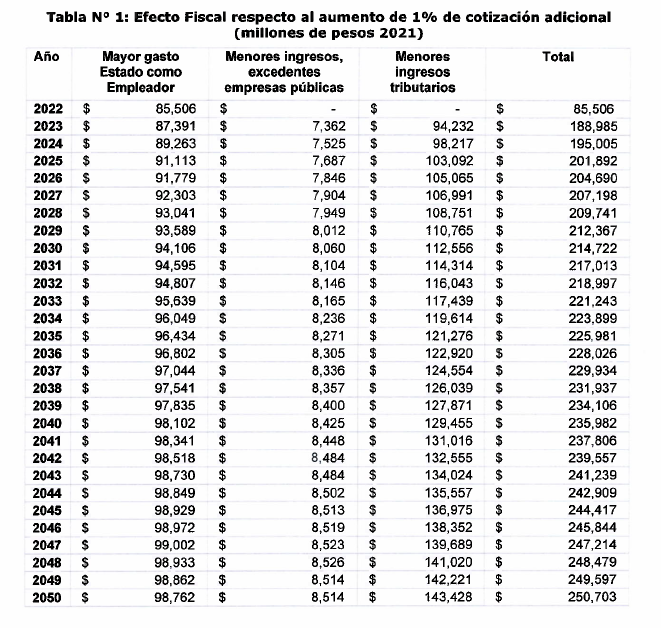 Tabla Nº 1: Efecto Fiscal respecto al aumento de 1% de cotización adicional
(millones de pesos 2021)
Año Mayor gasto Estado como Empleador Menores ingresos, excedentes empresas públicas Menores ingresos tributarios Total
2022 $ 85,506 $ - $ - $ 85,506
2023 $ 87,391 $ 7,362 $ 94,232 $ 188,985
2024 $ 89,263 $ 7,525 $ 98,217 $ 195,005
2025 $ 91,113 $ 7,687 $ 103,092 $ 201,892
2026 $ 91,779 $ 7,846 $ 105,065 $ 204,690
2027 $ 92,303 $ 7,904 $ 106,991 $ 207,198
2028 $ 93,041 $ 7,949 $ 108,751 $ 209,741
2029 $ 93,589 $ 8,012 $ 110,765 $ 212,367
2030 $ 94,106 $ 8,060 $ 112,556 $ 214,722
2031 $ 94,595 $ 8,104 $ 114,314 $ 217,013
2032 $ 94,807 $ 8,146 $ 116,043 $ 218,997
2033 $ 95,639 $ 8,165 $ 117,439 $ 221,243
2034 $ 96,049 $ 8,236 $ 119,614 $ 223,899
2035 $ 96,434 $ 8,271 $ 121,276 $ 225,981
2036 $ 96,802 $ 8,305 $ 122,920 $ 228,026
2037 $ 97,044 $ 8,336 $ 124,554 $ 229,934
2038 $ 97,541 $ 8,357 $ 126,039 $ 231,937
2039 $ 97,835 $ 8,400 $ 127,871 $ 234,106
2040 $ 98,102 $ 8,425 $ 129,455 $ 235,982
2041 $ 98,341 $ 8,448 $ 131,016 $ 237,806
2042 $ 98,518 $ 8,484 $ 132,555 $ 239,557
2043 $ 98,730 $ 8,484 $ 134,024 $ 241,239
2044 $ 98,849 $ 8,502 $ 135,557 $ 242,909
2045 $ 98,929 $ 8,513 $ 136,975 $ 244,417
2046 $ 98,972 $ 8,519 $ 138,352 $ 245,844
2047 $ 99,002 $ 8,523 $ 139,689 $ 247,214
2048 $ 98,933 $ 8,526 $ 141,020 $ 248,479
2049 $ 98,862 $ 8,514 $ 142,221 $ 249,597
2050 $ 98,762 $ 8,514 $ 143,428 $ 250,703